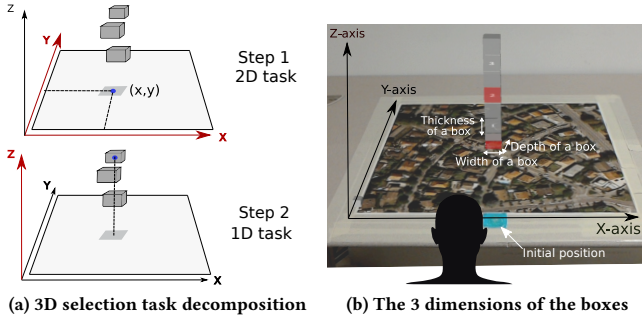 Z
Y
Step 1
2D task
(x,y)
X
Z
Y
Step 2
1D task
X
(a) 3D selection task decomposition
Z-axis
Y-axis
Thickness
of a box
Depth of a box
Width of a box
X-axis
Initial position
(b) The 3 dimensions of the boxes